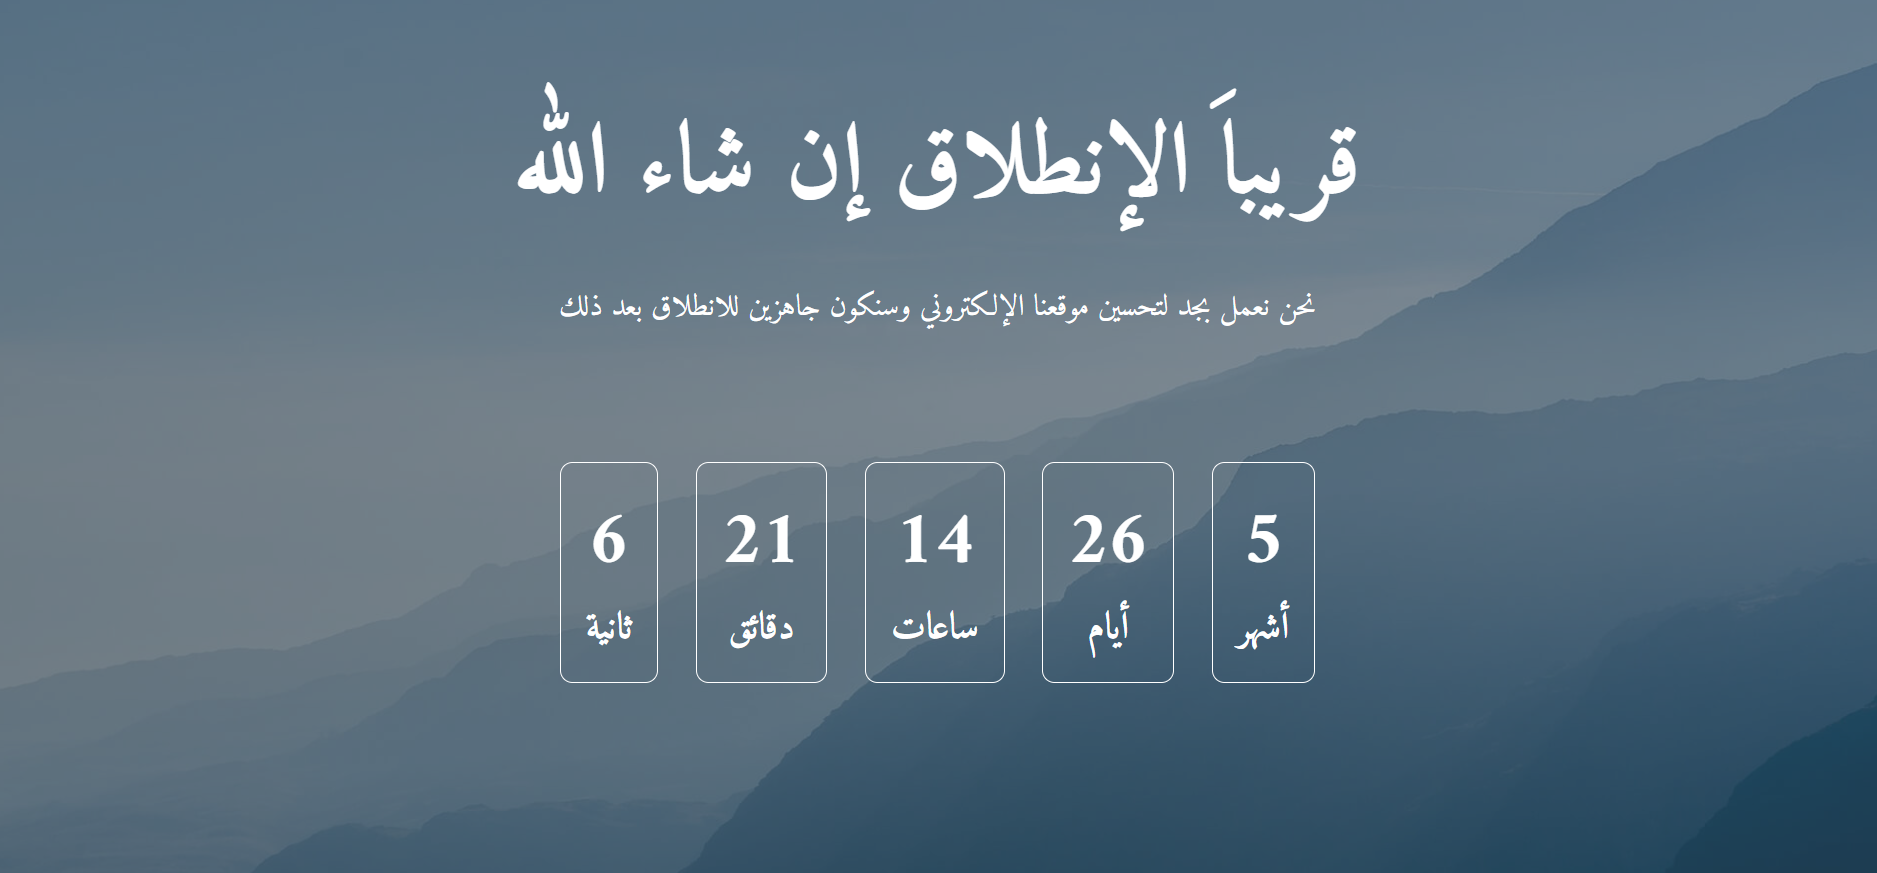 قريباَ الإنطلاق إن شاء الله
نحن نعمل بجد لتحسين موقعنا الإلكتروني وسنكون جاهزين للانطلاق بعد ذلك
5 26 14 21 6
أشهر أيام ساعات دقائق ثانية